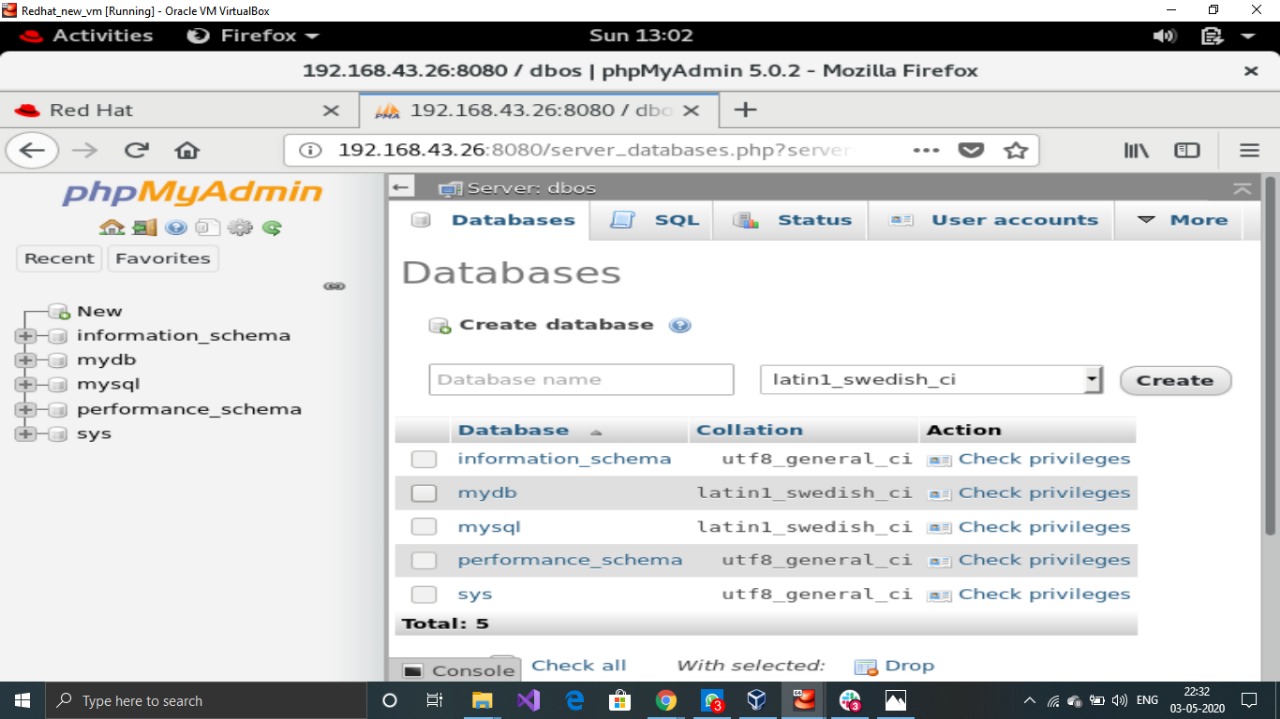 Redhat_new_vm [Running] - Oracle VM VirtualBox
Activities Firefox Sun 13:02
192.168.43.26:8080 / dbos | phpMyAdmin 5.0.2 - Mozilla Firefox
Red Hat 192.168.43.26:8080 / dbo
192.168.43.26:8080/server_databases.php?server
phpMyAdmin
Recent Favorites
New
information_schema
mydb
mysql
performance_schema
sys
Server: dbos
Databases SQL Status User accounts More
Databases
Create database
Database name latin1_swedish_ci Create
Database Collation Action
information_schema utf8_general_ci Check privileges
mydb latin1_swedish_ci Check privileges
mysql latin1_swedish_ci Check privileges
performance_schema utf8_general_ci Check privileges
sys utf8_general_ci Check privileges
Total: 5
Check all With selected: Drop
Console
Type here to search 3 3 ENG 22:32
03-05-2020